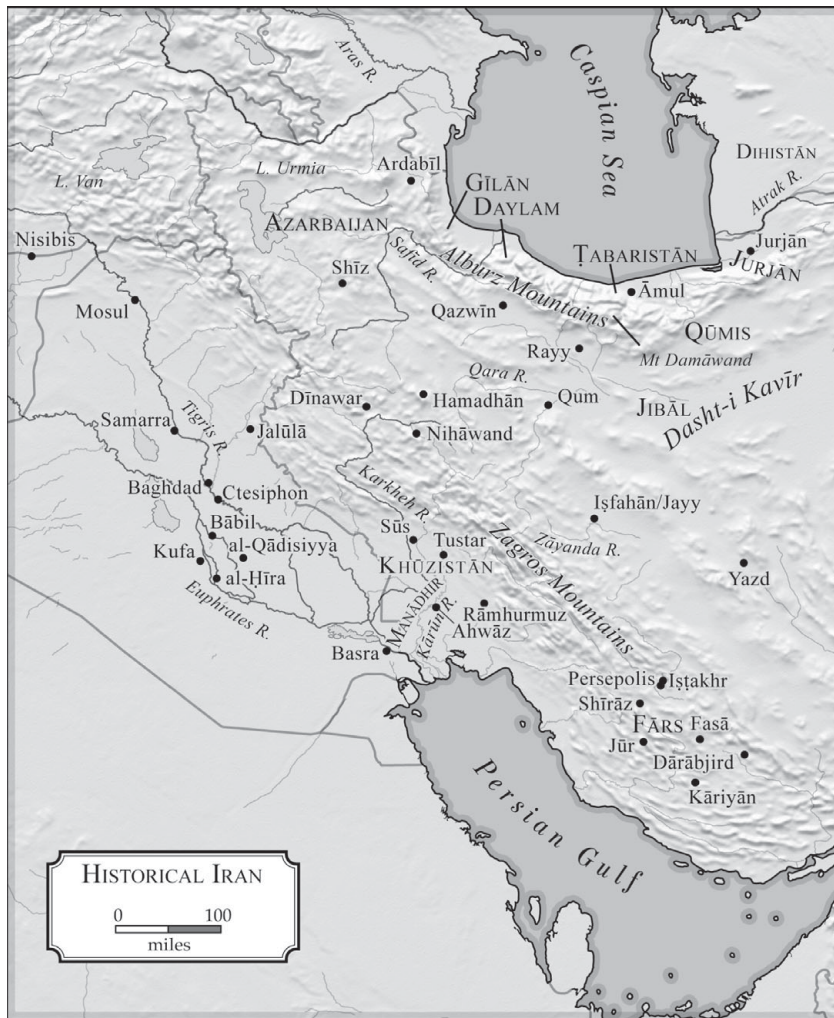 Aras R.
Caspian Sea
DIHISTĀN
L. Van
L. Urmia
Ardabīl
Atrak R.
GĪLĀN
DAYLAM
AZARBAIJAN
Nisibis
Safid R.
Alburz Mountains
ṬABARISTĀN
Jurjān
JURJĀN
Shīz
Āmul
Mosul
Qazwīn
QŪMIS
Rayy
Mt Damāwand
Qara R.
Dasht-i Kavīr
Dīnawar
Hamadhān
Qum
JIBĀL
Samarra
Tigris R.
Jalūlā
Nihāwand
Baghdad
Ctesiphon
Karkheh R.
Iṣfahān/Jayy
Bābil
Sūs
Tustar
Zāyanda R.
Kufa
al-Qādisiyya
KHŪZISTĀN
Zagros Mountains
Yazd
al-Ḥīra
Euphrates R.
MANĀDHIR
Kārūn R.
Rāmhurmuz
Ahwāz
Basra
Persepolis
Iṣṭakhr
Shīrāz
FĀRS
Fasā
Jūr
Dārābjird
Kāriyān
Persian Gulf
HISTORICAL IRAN
0 100
miles